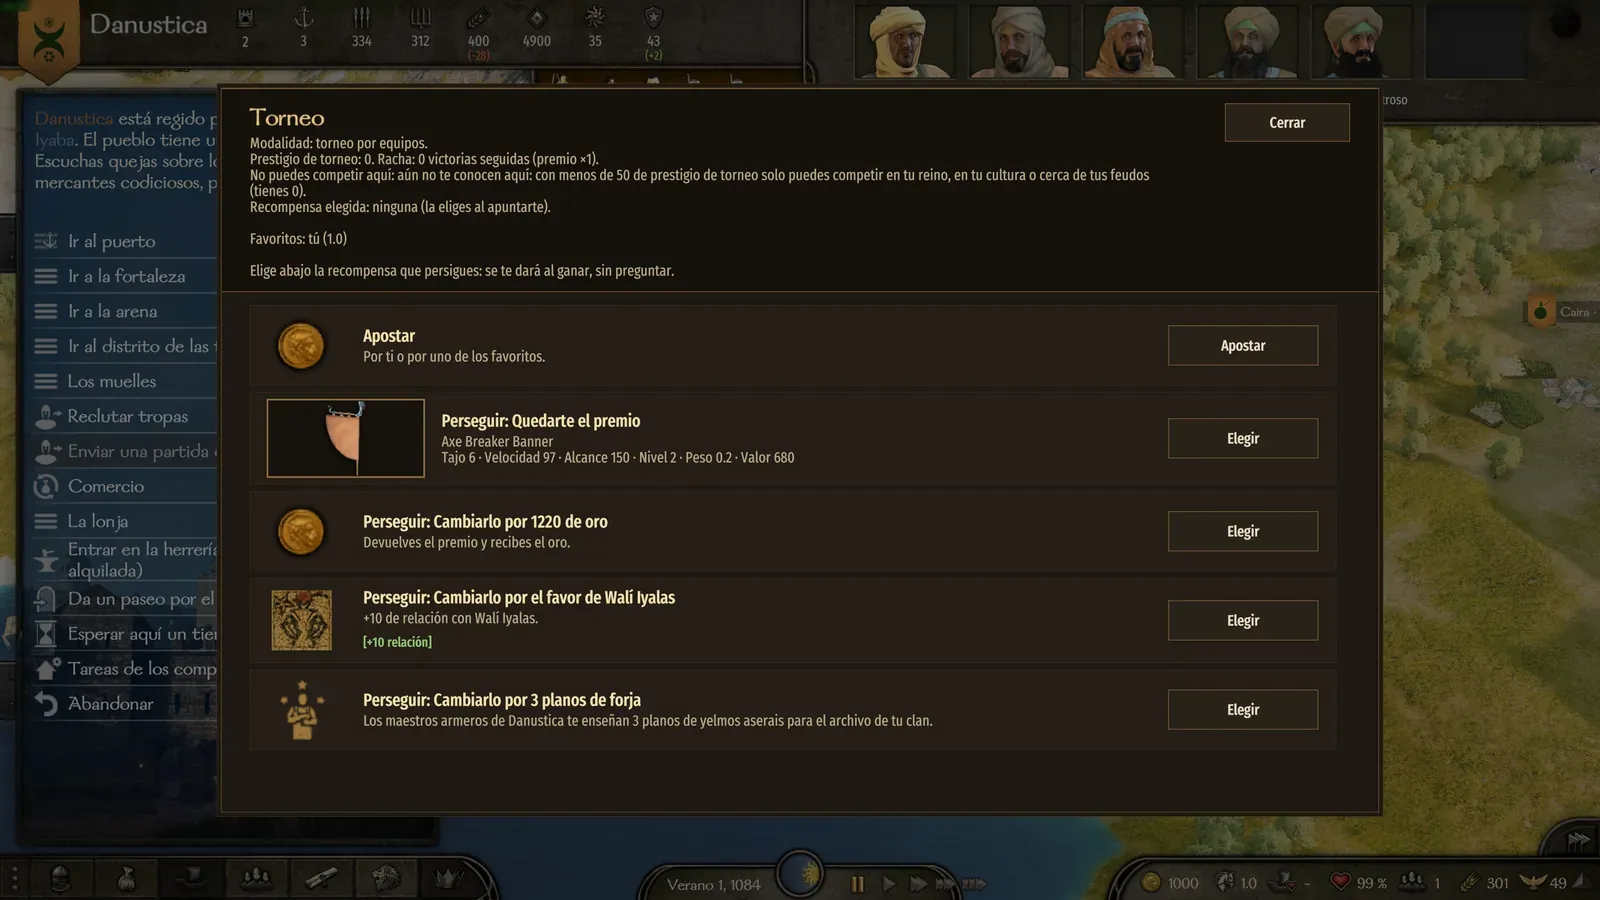 Danustica
2
3
334
312
400
(-28)
4900
35
43
(+2)
troso
Danustica está regido p
Iyaba. El pueblo tiene u
Escuchas quejas sobre l
mercantes codiciosos, p
Ir al puerto
Ir a la fortaleza
Ir a la arena
Ir al distrito de las t
Los muelles
Reclutar tropas
Enviar una partida
Comercio
La lonja
Entrar en la herrería
alquilada)
Da un paseo por el
Esperar aquí un tie
Tareas de los comp
Abandonar
Torneo
Cerrar
Modalidad: torneo por equipos.
Prestigio de torneo: 0. Racha: 0 victorias seguidas (premio ×1).
No puedes competir aquí: aún no te conocen aquí: con menos de 50 de prestigio de torneo solo puedes competir en tu reino, en tu cultura o cerca de tus feudos
(tienes 0).
Recompensa elegida: ninguna (la eliges al apuntarte).
Favoritos: tú (1.0)
Elige abajo la recompensa que persigues: se te dará al ganar, sin preguntar.
Apostar
Por ti o por uno de los favoritos.
Apostar
Perseguir: Quedarte el premio
Axe Breaker Banner
Tajo 6 · Velocidad 97 · Alcance 150 · Nivel 2 · Peso 0.2 · Valor 680
Elegir
Perseguir: Cambiarlo por 1220 de oro
Devuelves el premio y recibes el oro.
Elegir
Perseguir: Cambiarlo por el favor de Walí Iyalas
+10 de relación con Walí Iyalas.
[+10 relación]
Elegir
Perseguir: Cambiarlo por 3 planos de forja
Los maestros armeros de Danustica te enseñan 3 planos de yelmos aserais para el archivo de tu clan.
Elegir
Caira -
Verano 1, 1084
1000
1.0
-
99 %
1
301
49